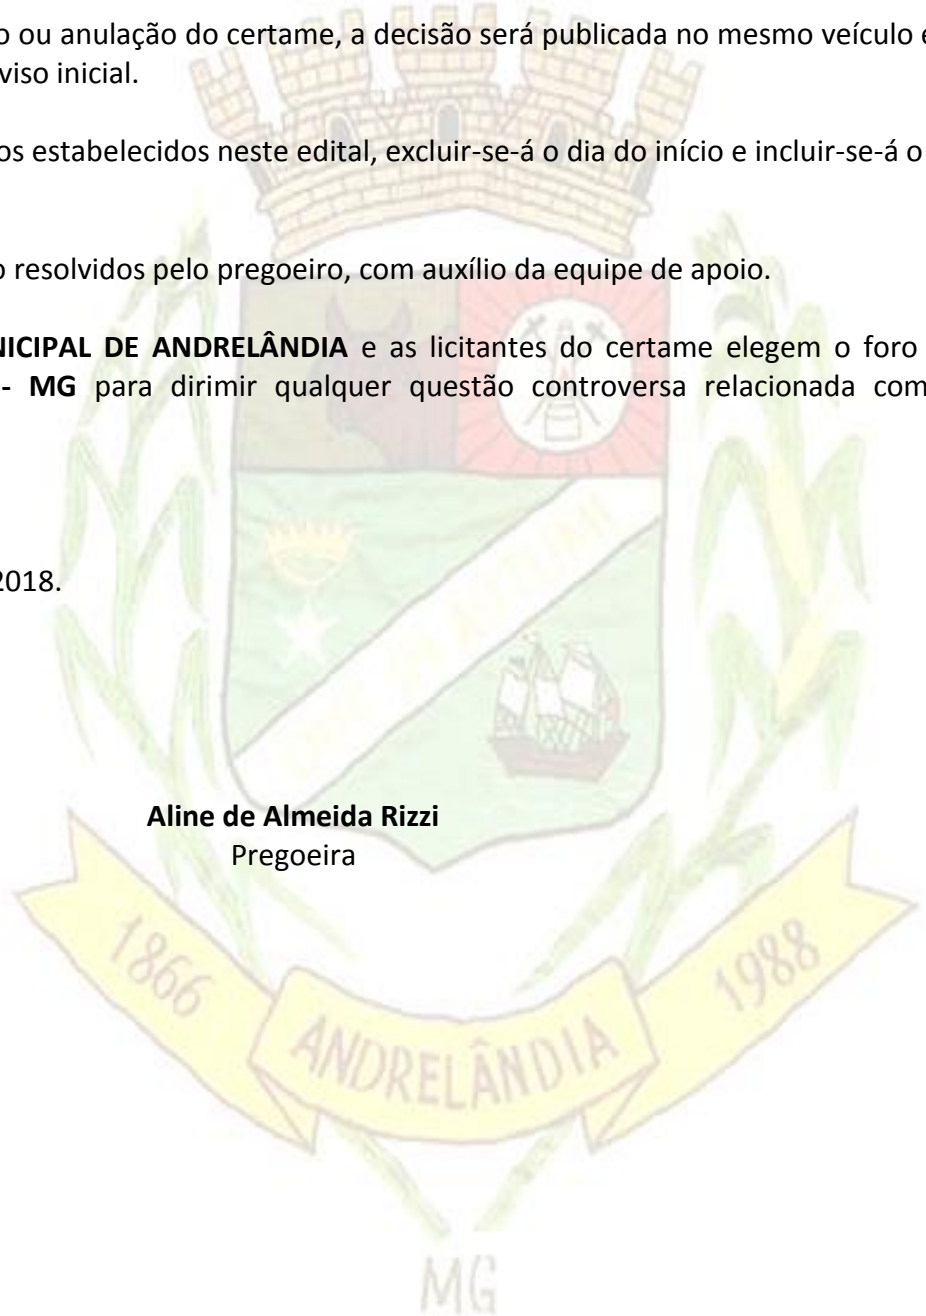 o ou anulação do certame, a decisão será publicada no mesmo veículo e
viso inicial.
os estabelecidos neste edital, excluir-se-á o dia do início e incluir-se-á o
o resolvidos pelo pregoeiro, com auxílio da equipe de apoio.
NICIPAL DE ANDRELÂNDIA e as licitantes do certame elegem o foro
- MG para dirimir qualquer questão controversa relacionada com
2018.
Aline de Almeida Rizzi
Pregoeira
1866
ANDRELÂNDIA
1988
MG